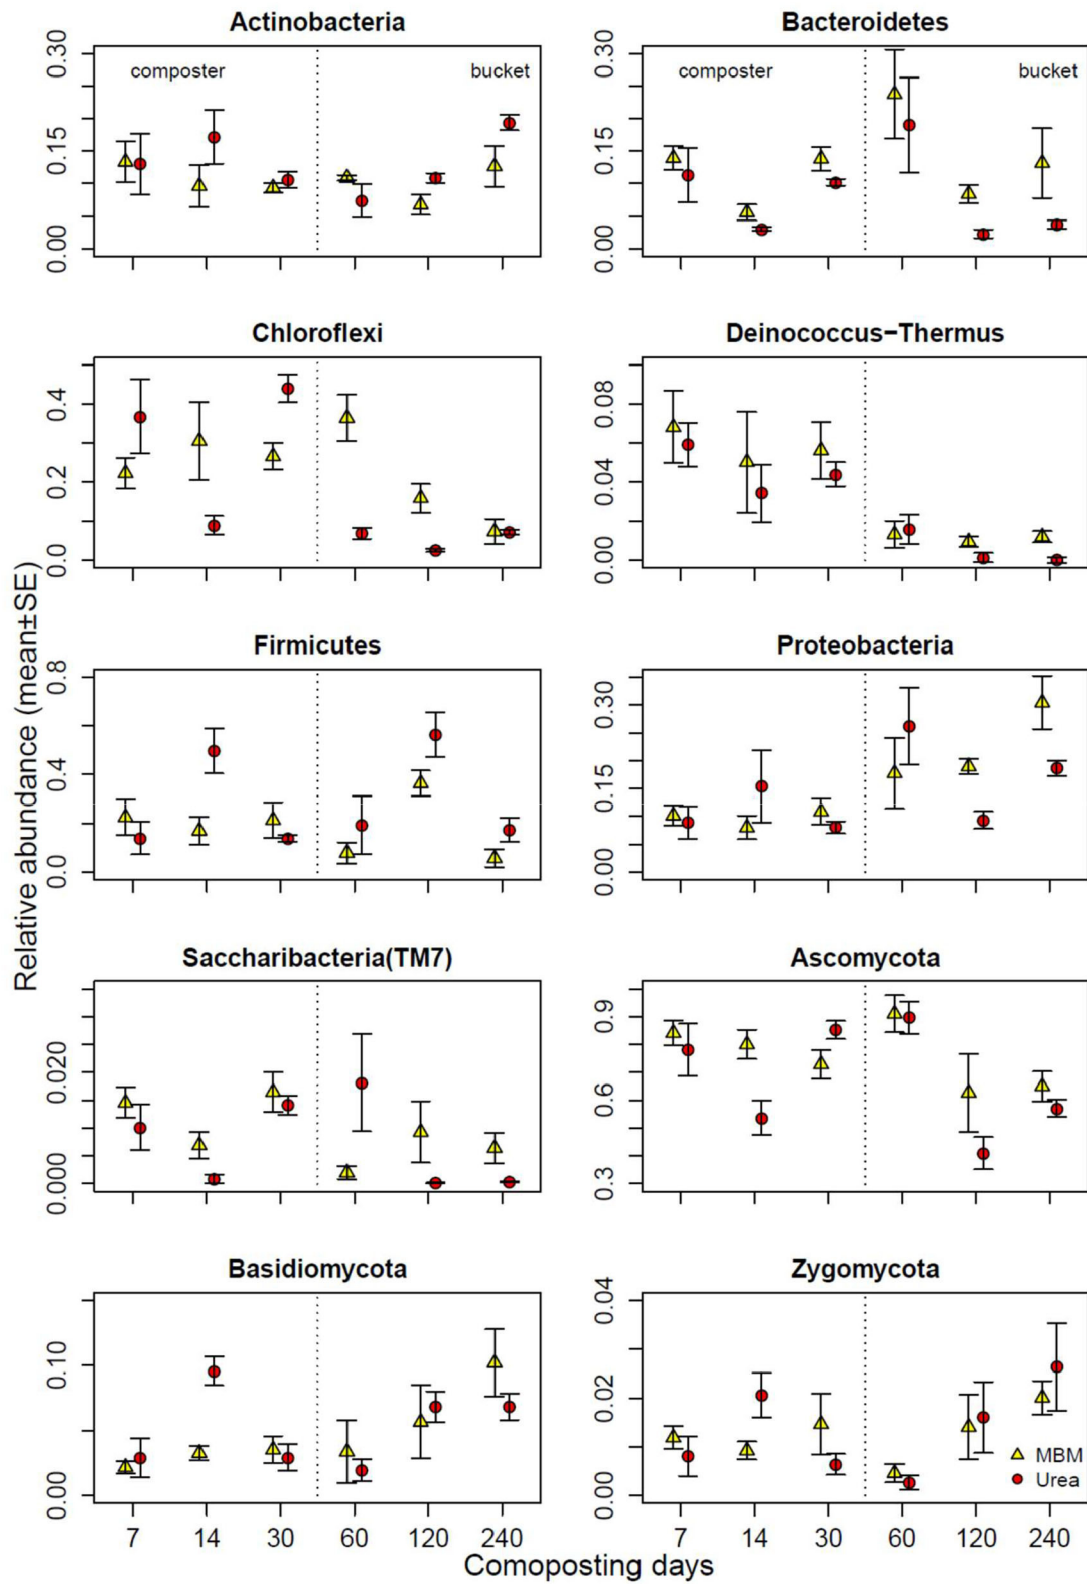 Actinobacteria
Bacteroidetes
0.30
0.15
0.00
composter
bucket
0.30
0.15
0.00
composter
bucket
Chloroflexi
Deinococcus−Thermus
0.4
0.2
0.0
0.08
0.04
0.00
Relative abundance (mean±SE)
Firmicutes
Proteobacteria
0.8
0.4
0.0
0.30
0.15
0.00
Saccharibacteria(TM7)
Ascomycota
0.020
0.000
0.9
0.6
0.3
Basidiomycota
Zygomycota
0.10
0.00
0.04
0.02
0.00
MBM
Urea
7 14 30 60 120 240
7 14 30 60 120 240
Comoposting days